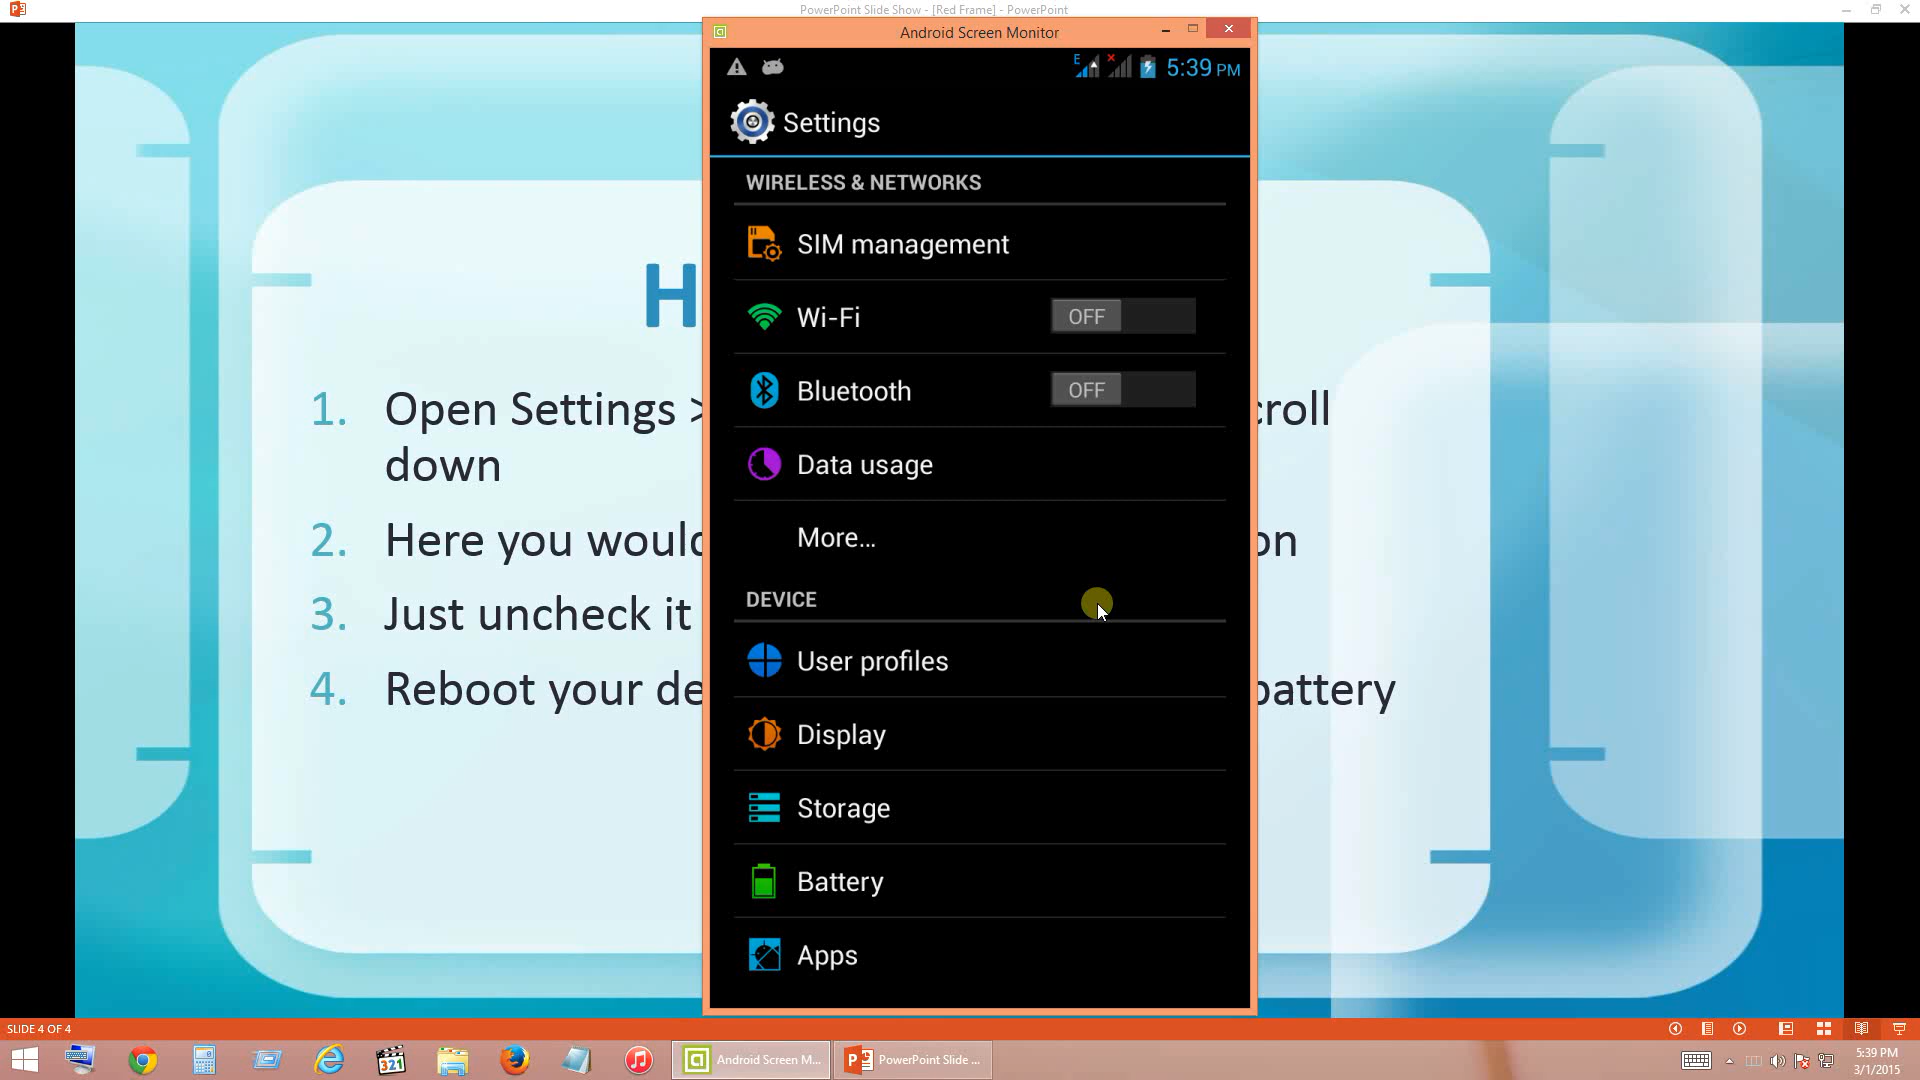 PowerPoint Slide Show - [Red Frame] - PowerPoint
Android Screen Monitor
E
5:39 PM
Settings
WIRELESS & NETWORKS
SIM management
Wi-Fi
OFF
Bluetooth
OFF
Data usage
More...
DEVICE
User profiles
Display
Storage
Battery
Apps
H
1. Open Settings > croll
down
2. Here you would on
3. Just uncheck it
4. Reboot your de battery
SLIDE 4 OF 4
321
Android Screen M...
PowerPoint Slide ...
5:39 PM
3/1/2015